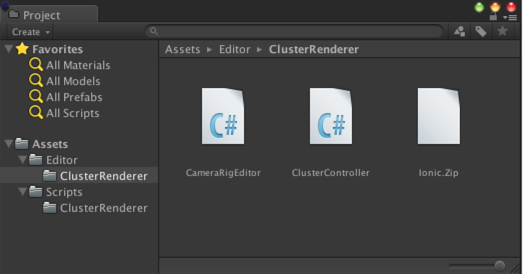 Project
Create
Favorites
All Materials
All Models
All Prefabs
All Scripts
Assets
Editor
ClusterRenderer
Scripts
ClusterRenderer
Assets Editor ClusterRenderer
C# C#
CameraRigEditor ClusterController Ionic.Zip